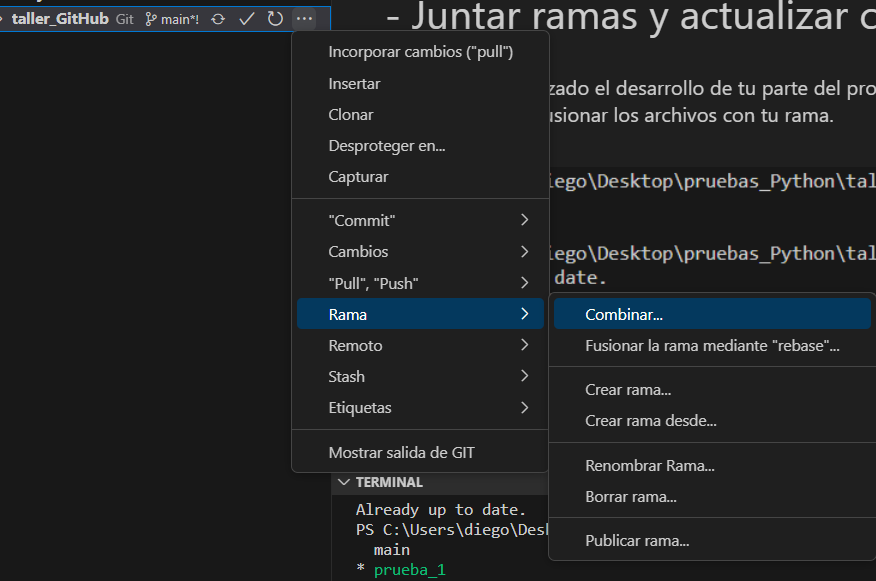 taller_GitHub Git main*! ...
- Juntar ramas y actualizar
Incorporar cambios ("pull")
Insertar
zado el desarrollo de tu parte del pro
Clonar
usionar los archivos con tu rama.
Desproteger en...
Capturar
iego\Desktop\pruebas_Python\tal
"Commit"
Cambios
iego\Desktop\pruebas_Python\tal
"Pull", "Push"
date.
Rama
Combinar...
Remoto
Fusionar la rama mediante "rebase"...
Stash
Crear rama...
Etiquetas
Crear rama desde...
Mostrar salida de GIT
Renombrar Rama...
TERMINAL
Borrar rama...
Already up to date.
PS C:\Users\diego\Des
Publicar rama...
main
* prueba_1